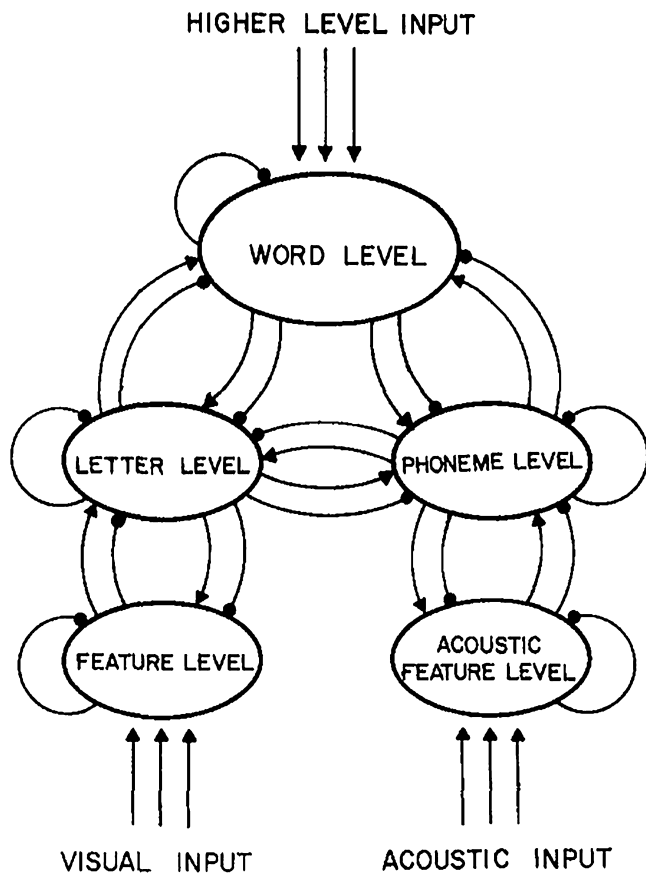 HIGHER LEVEL INPUT
WORD LEVEL
LETTER LEVEL
PHONEME LEVEL
FEATURE LEVEL
ACOUSTIC
FEATURE LEVEL
VISUAL INPUT
ACOUSTIC INPUT